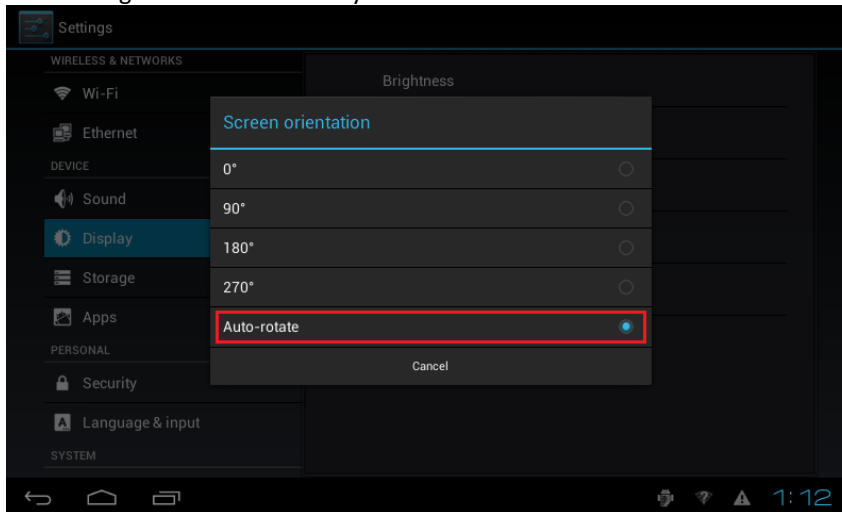 Settings
WIRELESS & NETWORKS
Wi-Fi
Ethernet
DEVICE
Sound
Display
Storage
Apps
PERSONAL
Security
Language & input
SYSTEM
Brightness
Screen orientation
0°
90°
180°
270°
Auto-rotate
Cancel
1:12